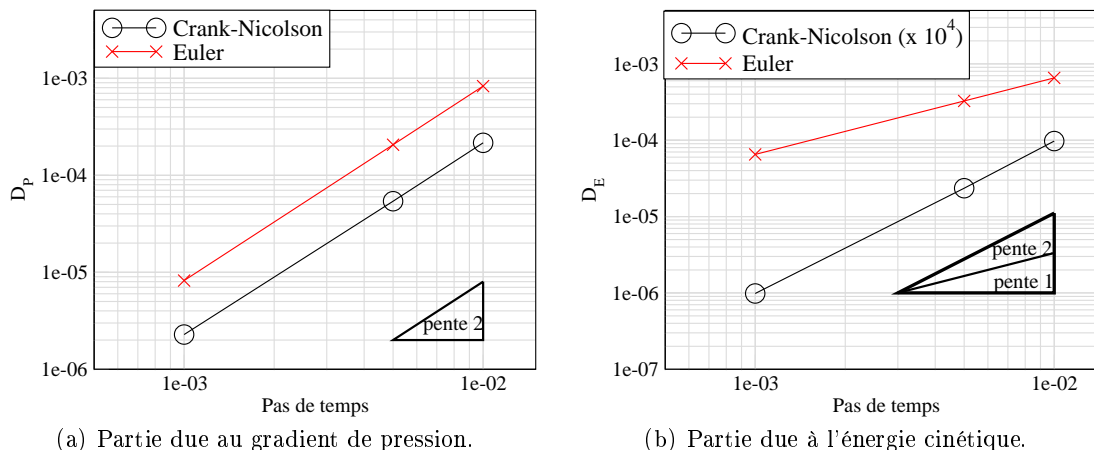 Crank-Nicolson
Euler
1e-03
1e-04
1e-05
1e-06
D_P
pente 2
1e-03
1e-02
Pas de temps
(a) Partie due au gradient de pression.
Crank-Nicolson (x 10^4)
Euler
1e-03
1e-04
1e-05
1e-06
1e-07
D_E
pente 2
pente 1
1e-03
1e-02
Pas de temps
(b) Partie due à l'énergie cinétique.